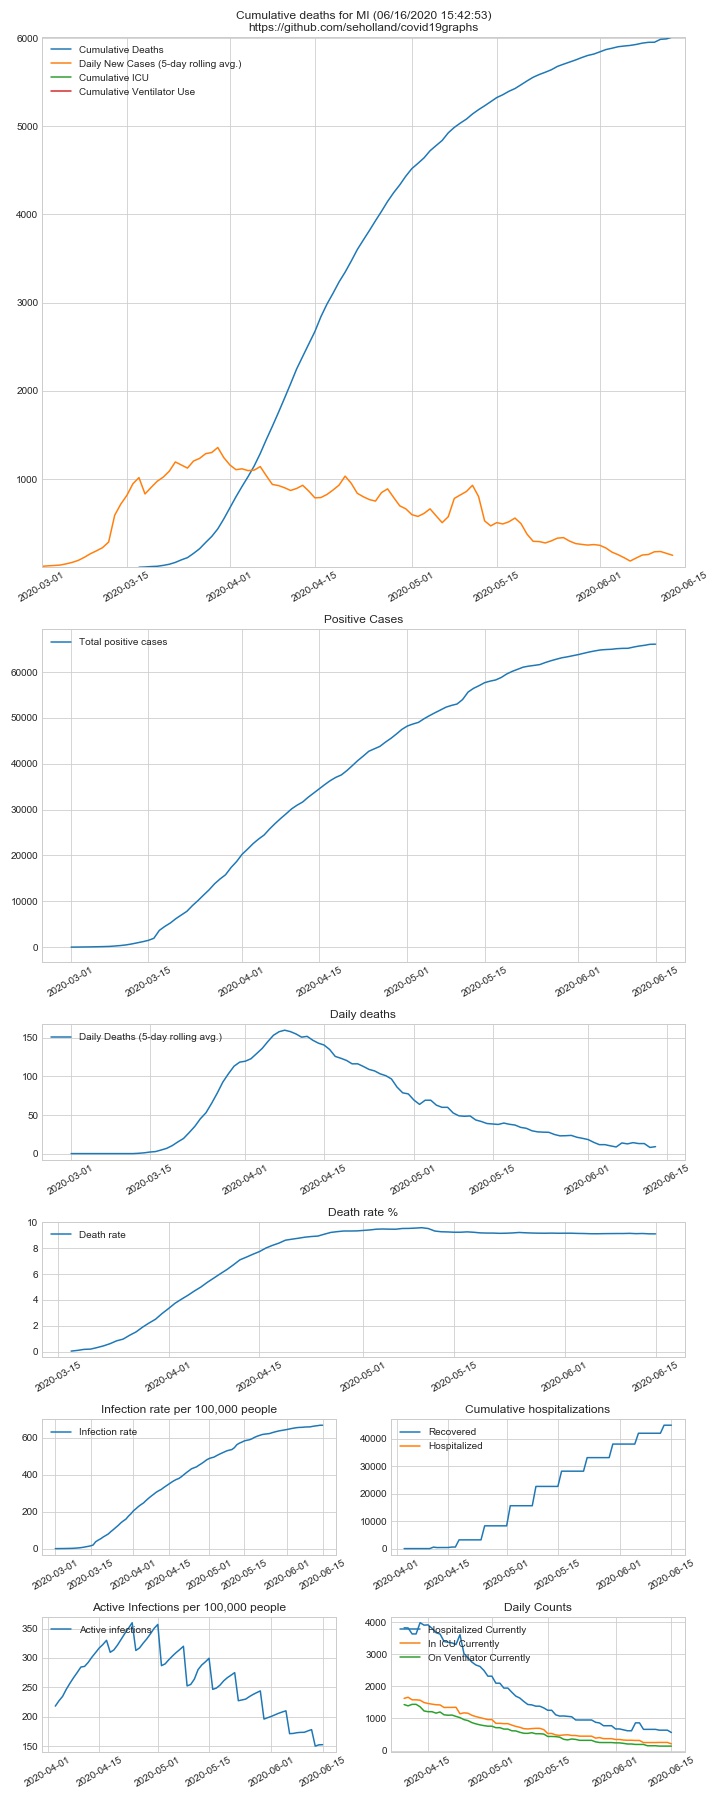 Cumulative deaths for MI (06/16/2020 15:42:53)
https://github.com/seholland/covid19graphs
Cumulative Deaths
Daily New Cases (5-day rolling avg.)
Cumulative ICU
Cumulative Ventilator Use
6000
5000
4000
3000
2000
1000
2020-03-01 2020-03-15 2020-04-01 2020-04-15 2020-05-01 2020-05-15 2020-06-01 2020-06-15
Positive Cases
Total positive cases
60000
50000
40000
30000
20000
10000
0
2020-03-01 2020-03-15 2020-04-01 2020-04-15 2020-05-01 2020-05-15 2020-06-01 2020-06-15
Daily deaths
Daily Deaths (5-day rolling avg.)
150
100
50
0
2020-03-01 2020-03-15 2020-04-01 2020-04-15 2020-05-01 2020-05-15 2020-06-01 2020-06-15
Death rate %
Death rate
10
8
6
4
2
0
2020-03-15 2020-04-01 2020-04-15 2020-05-01 2020-05-15 2020-06-01 2020-06-15
Infection rate per 100,000 people
Infection rate
600
400
200
0
2020-03-01 2020-03-15 2020-04-01 2020-04-15 2020-05-01 2020-05-15 2020-06-01 2020-06-15
Cumulative hospitalizations
Recovered
Hospitalized
40000
30000
20000
10000
0
2020-04-01 2020-04-15 2020-05-01 2020-05-15 2020-06-01 2020-06-15
Active Infections per 100,000 people
Active infections
350
300
250
200
150
2020-04-01 2020-04-15 2020-05-01 2020-05-15 2020-06-01 2020-06-15
Daily Counts
Hospitalized Currently
In ICU Currently
On Ventilator Currently
4000
3000
2000
1000
0
2020-04-15 2020-05-01 2020-05-15 2020-06-01 2020-06-15